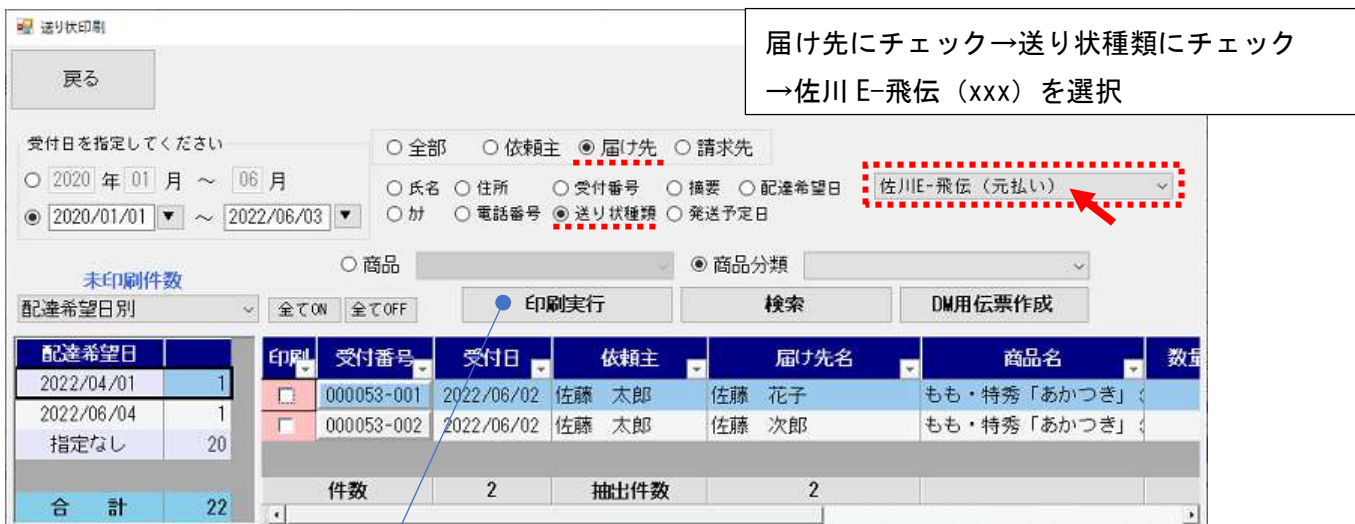 送り状印刷
届け先にチェック→送り状種類にチェック
→佐川E-飛伝（xxx）を選択
戻る
受付日を指定してください
2020 年 01 月 ～ 06 月
2020/01/01 ～ 2022/06/03
全部 依頼主 届け先 請求先
氏名 住所 受付番号 摘要 配達希望日
ｶﾅ 電話番号 送り状種類 発送予定日
佐川E-飛伝（元払い）
商品 商品分類
未印刷件数
配達希望日別
全てON 全てOFF 印刷実行 検索 DM用伝票作成
配達希望日
2022/04/01 1
2022/06/04 1
指定なし 20
合 計 22
印刷 受付番号 受付日 依頼主 届け先名 商品名 数量
000053-001 2022/06/02 佐藤 太郎 佐藤 花子 もも・特秀「あかつき」
000053-002 2022/06/02 佐藤 太郎 佐藤 次郎 もも・特秀「あかつき」
件数 2 抽出件数 2